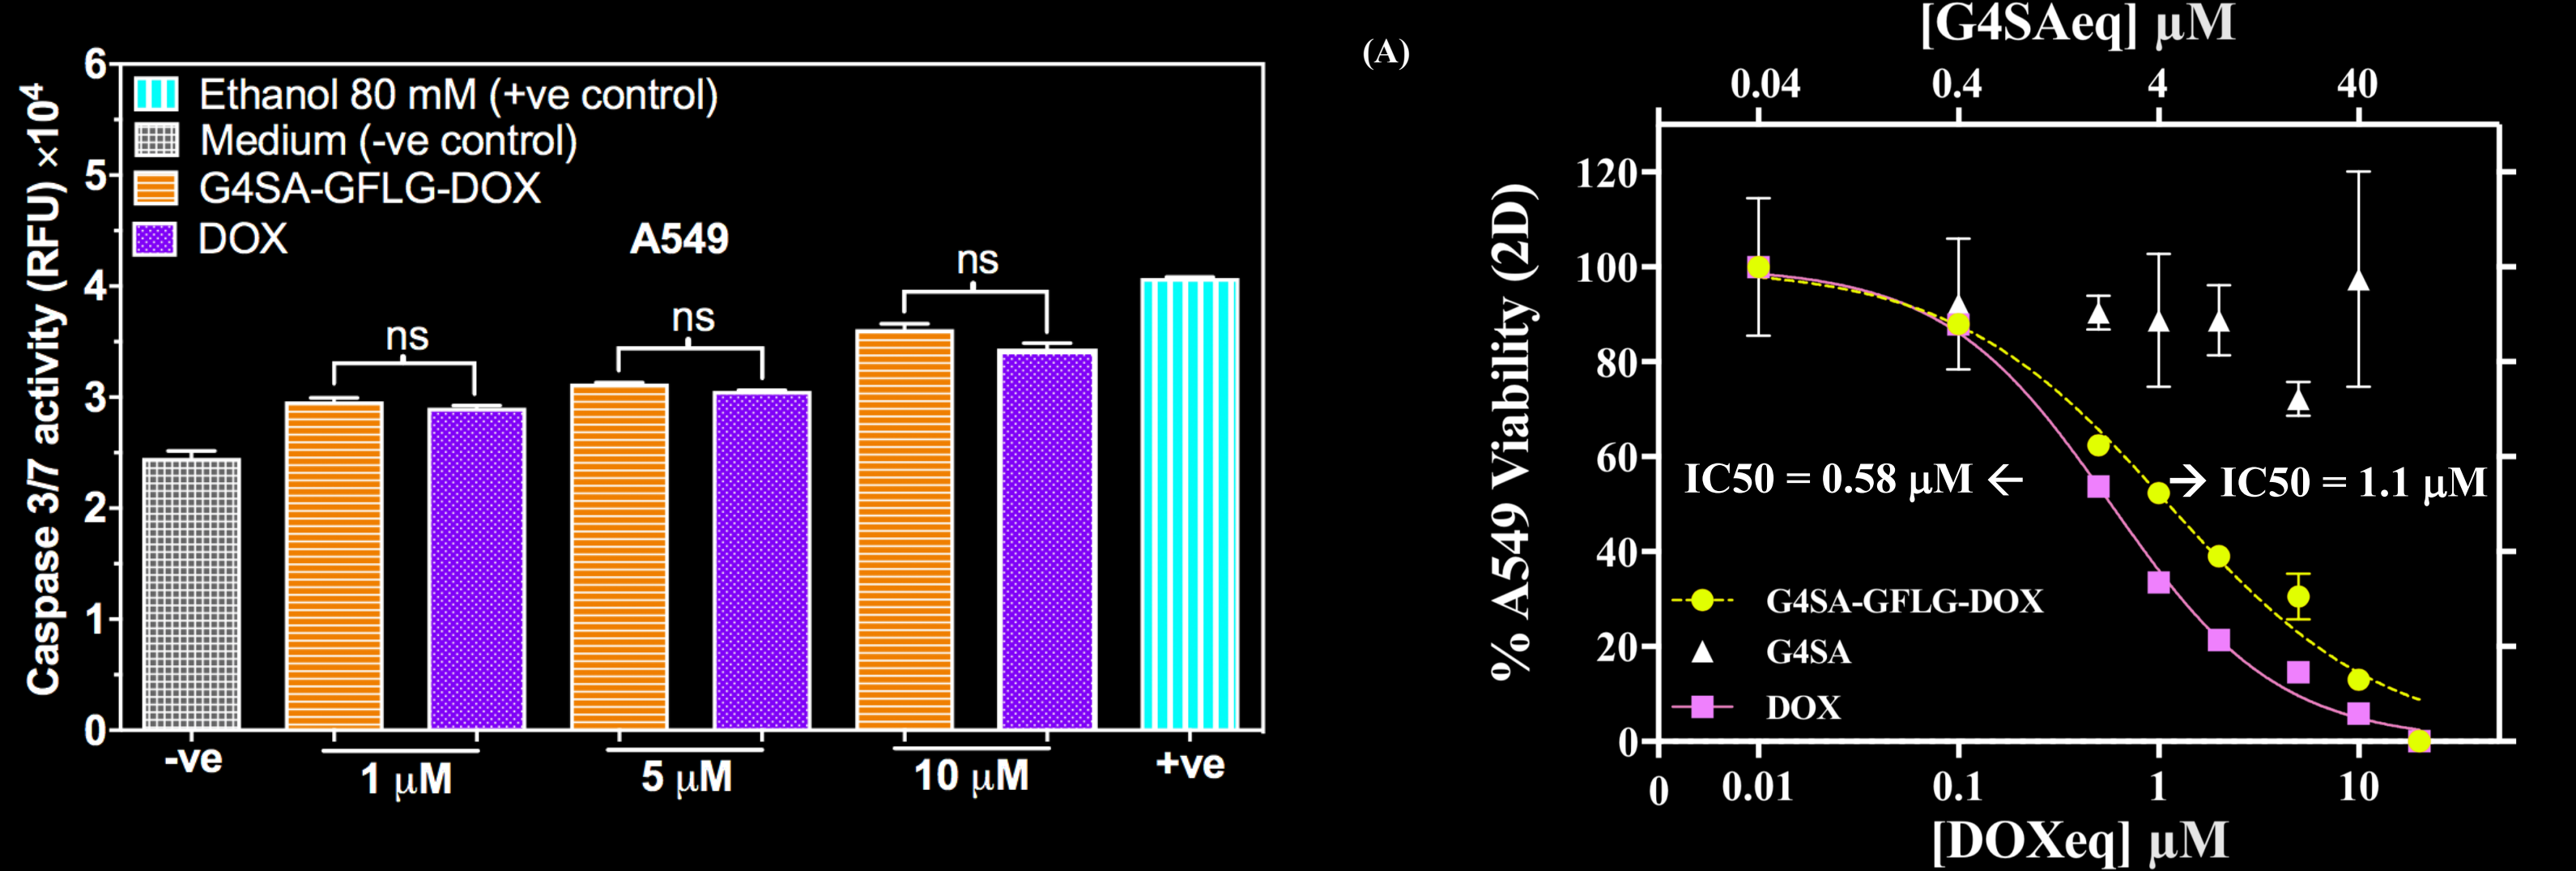 Caspase 3/7 activity (RFU) ×10⁴
6
5
4
3
2
1
0
Ethanol 80 mM (+ve control)
Medium (-ve control)
G4SA-GFLG-DOX
DOX
A549
ns
ns
ns
-ve
1 μM
5 μM
10 μM
+ve
(A)
[G4SAeq] μM
0.04
0.4
4
40
% A549 Viability (2D)
120
100
80
60
40
20
0
IC50 = 0.58 μM ←
→ IC50 = 1.1 μM
G4SA-GFLG-DOX
G4SA
DOX
0
0.01
0.1
1
10
[DOXeq] μM